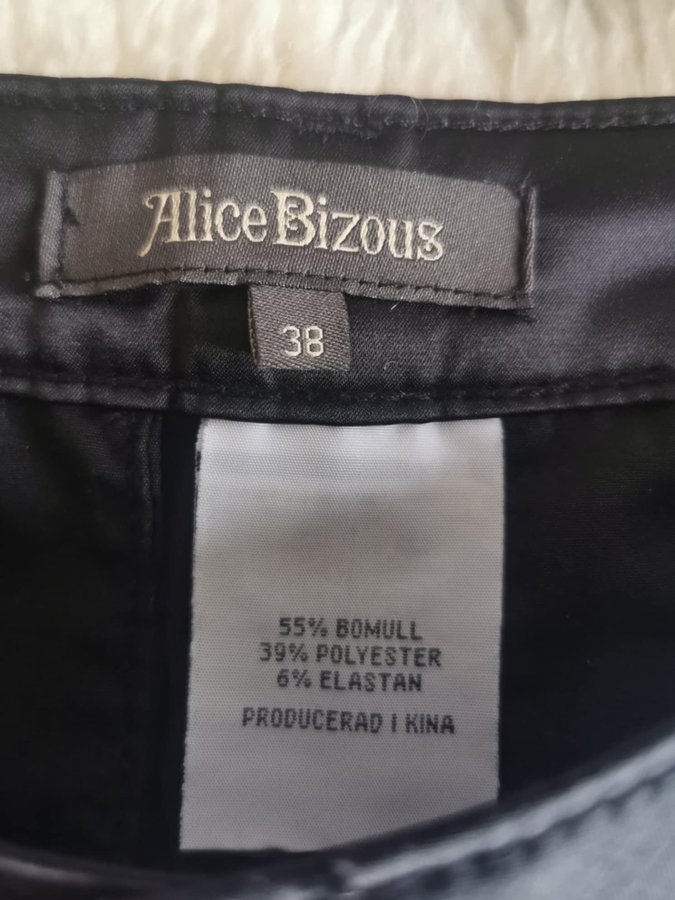 Alice Bizous
38
55% BOMULL
39% POLYESTER
6% ELASTAN
PRODUCERAD I KINA